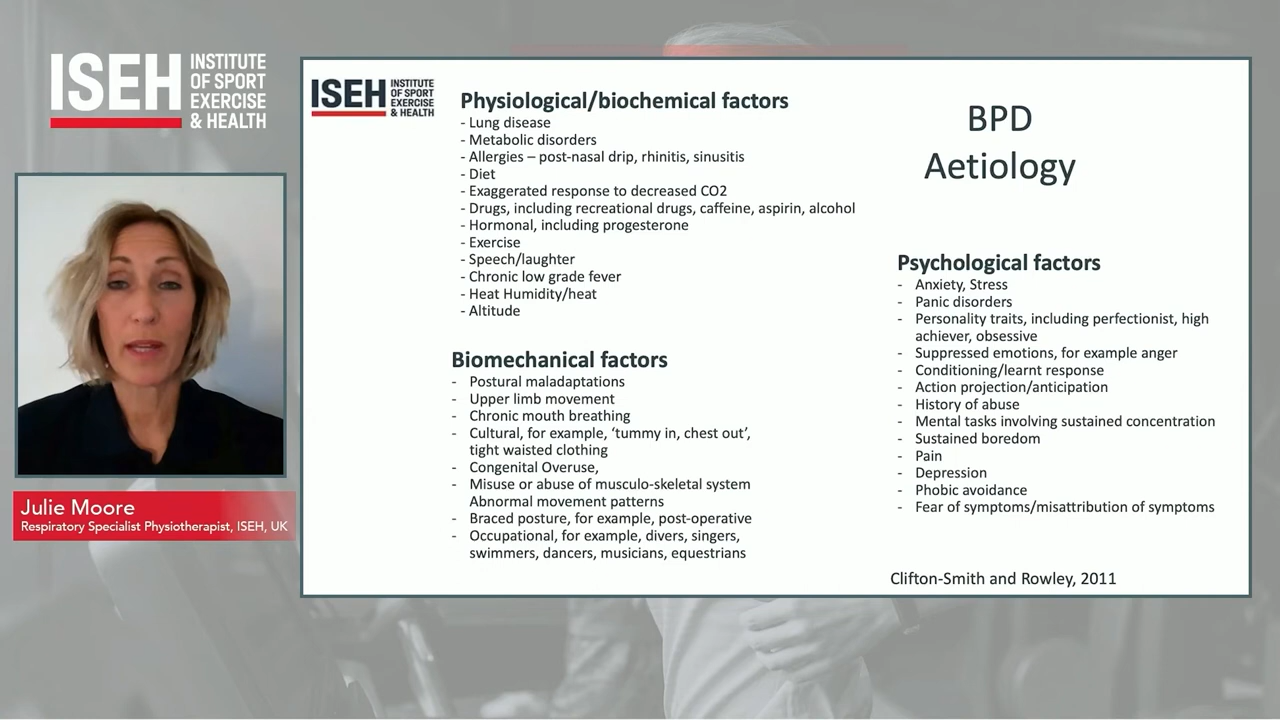 ISEH INSTITUTE
OF SPORT
EXERCISE
& HEALTH
Julie Moore
Respiratory Specialist Physiotherapist, ISEH, UK
ISEH INSTITUTE
OF SPORT
EXERCISE
& HEALTH
Physiological/biochemical factors
- Lung disease
- Metabolic disorders
- Allergies – post-nasal drip, rhinitis, sinusitis
- Diet
- Exaggerated response to decreased CO2
- Drugs, including recreational drugs, caffeine, aspirin, alcohol
- Hormonal, including progesterone
- Exercise
- Speech/laughter
- Chronic low grade fever
- Heat Humidity/heat
- Altitude
Biomechanical factors
- Postural maladaptations
- Upper limb movement
- Chronic mouth breathing
- Cultural, for example, ‘tummy in, chest out’,
tight waisted clothing
- Congenital Overuse,
- Misuse or abuse of musculo-skeletal system
Abnormal movement patterns
- Braced posture, for example, post-operative
- Occupational, for example, divers, singers,
swimmers, dancers, musicians, equestrians
BPD
Aetiology
Psychological factors
- Anxiety, Stress
- Panic disorders
- Personality traits, including perfectionist, high
achiever, obsessive
- Suppressed emotions, for example anger
- Conditioning/learnt response
- Action projection/anticipation
- History of abuse
- Mental tasks involving sustained concentration
- Sustained boredom
- Pain
- Depression
- Phobic avoidance
- Fear of symptoms/misattribution of symptoms
Clifton-Smith and Rowley, 2011